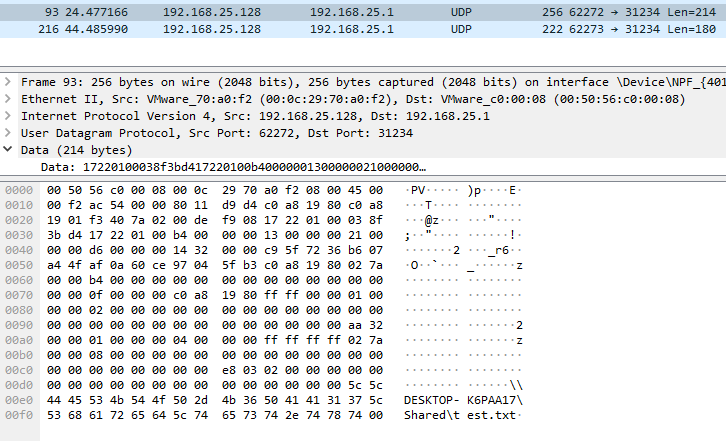 93 24.477166 192.168.25.128 192.168.25.1 UDP 256 62272 → 31234 Len=214
216 44.485990 192.168.25.128 192.168.25.1 UDP 222 62273 → 31234 Len=180
Frame 93: 256 bytes on wire (2048 bits), 256 bytes captured (2048 bits) on interface \Device\NPF_{401
Ethernet II, Src: VMware_70:a0:f2 (00:0c:29:70:a0:f2), Dst: VMware_c0:00:08 (00:50:56:c0:00:08)
Internet Protocol Version 4, Src: 192.168.25.128, Dst: 192.168.25.1
User Datagram Protocol, Src Port: 62272, Dst Port: 31234
Data (214 bytes)
Data: 17220100038f3bd417220100b40000001300000021000000…
0000 00 50 56 c0 00 08 00 0c 29 70 a0 f2 08 00 45 00 ·PV·····)p····E·
0010 00 f2 ac 54 00 00 80 11 d9 d4 c0 a8 19 80 c0 a8 ···T············
0020 19 01 f3 40 7a 02 00 de f9 08 17 22 01 00 03 8f ···@z······"····
0030 3b d4 17 22 01 00 b4 00 00 00 13 00 00 00 21 00 ;··"··········!·
0040 00 00 d6 00 00 00 14 32 00 00 c9 5f 72 36 b6 07 ·······2···_r6··
0050 a4 4f af 0a 60 ce 97 04 5f b3 c0 a8 19 80 02 7a ·O··`···_······z
0060 00 00 b4 00 00 00 00 00 00 00 00 00 00 00 00 00 ················
0070 00 00 0f 00 00 00 c0 a8 19 80 ff ff 00 00 01 00 ················
0080 00 00 02 00 00 00 00 00 00 00 00 00 00 00 00 00 ················
0090 00 00 00 00 00 00 00 00 00 00 00 00 00 00 aa 32 ···············2
00a0 00 00 01 00 00 00 04 00 00 00 ff ff ff ff 02 7a ···············z
00b0 00 00 08 00 00 00 00 00 00 00 00 00 00 00 00 00 ················
00c0 00 00 00 00 00 00 00 00 e8 03 02 00 00 00 00 00 ················
00d0 00 00 00 00 00 00 00 00 00 00 00 00 00 00 5c 5c ··············\\
00e0 44 45 53 4b 54 4f 50 2d 4b 36 50 41 41 31 37 5c DESKTOP-K6PAA17\
00f0 53 68 61 72 65 64 5c 74 65 73 74 2e 74 78 74 00 Shared\test.txt·